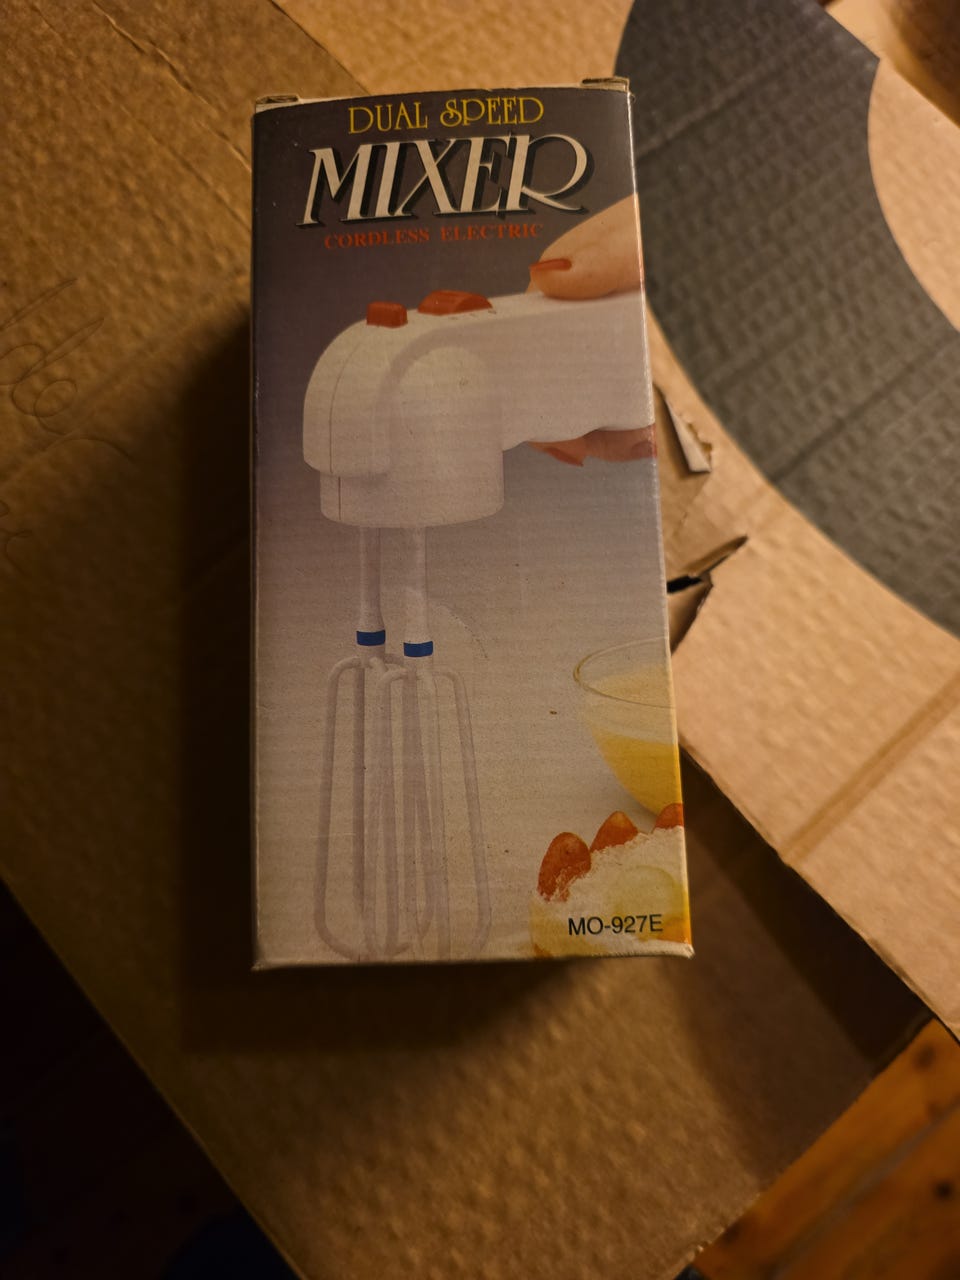 DUAL SPEED
MIXER
CORDLESS ELECTRIC
MO-927E